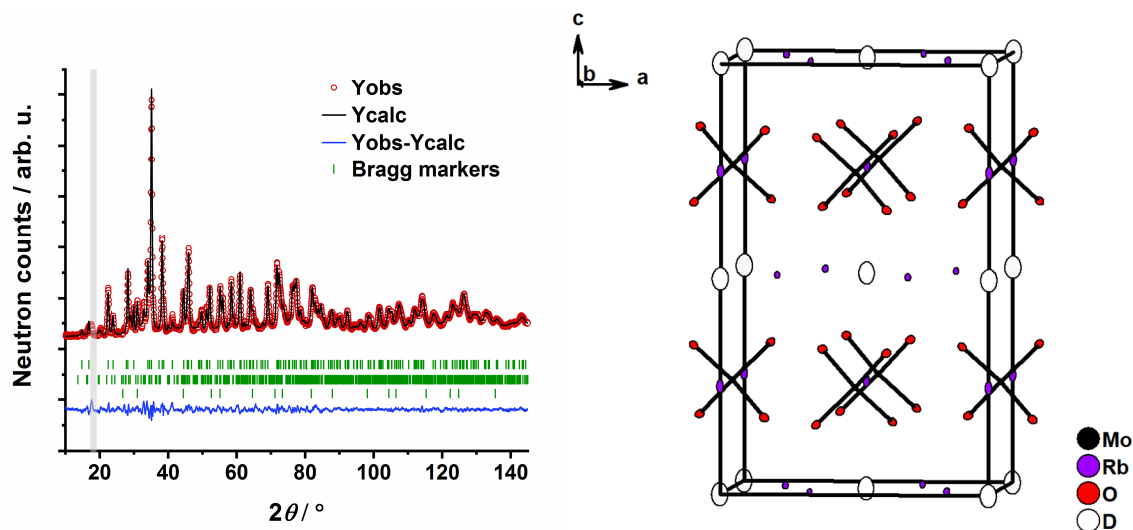 Neutron counts / arb. u.
Yobs
Ycalc
Yobs-Ycalc
Bragg markers
20 40 60 80 100 120 140
2θ / °
c
b
a
Mo
Rb
O
D